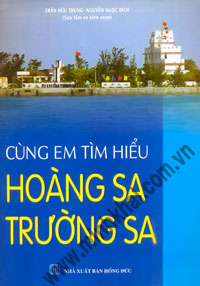 TRẦN HỮU TRUNG - NGUYỄN NGỌC BÍCH
(Sưu tầm và biên soạn)
CÙNG EM TÌM HIỂU
HOÀNG SA
TRƯỜNG SA
NHÀ XUẤT BẢN HỒNG ĐỨC